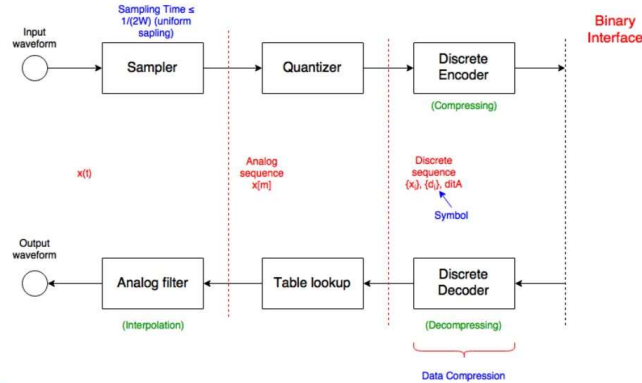 Sampling Time ≤
1/(2W) (uniform
sapling)
Binary
Interface
Input
waveform
Sampler
Quantizer
Discrete
Encoder
(Compressing)
x(t)
Analog
sequence
x[m]
Discrete
sequence
{xᵢ}, {dᵢ}, ditA
Symbol
Output
waveform
Analog filter
Table lookup
Discrete
Decoder
(Interpolation)
(Decompressing)
Data Compression